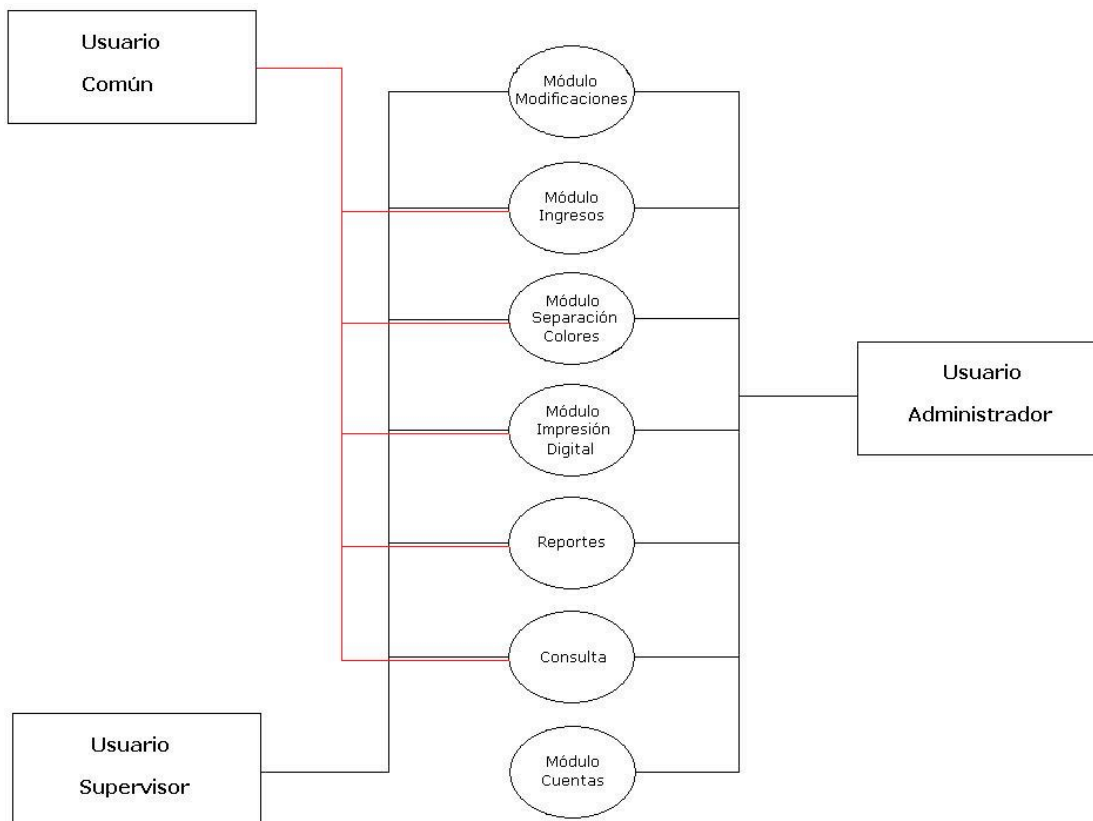 Usuario
Común
Módulo
Modificaciones
Módulo
Ingresos
Módulo
Separación
Colores
Módulo
Impresión
Digital
Reportes
Consulta
Módulo
Cuentas
Usuario
Administrador
Usuario
Supervisor